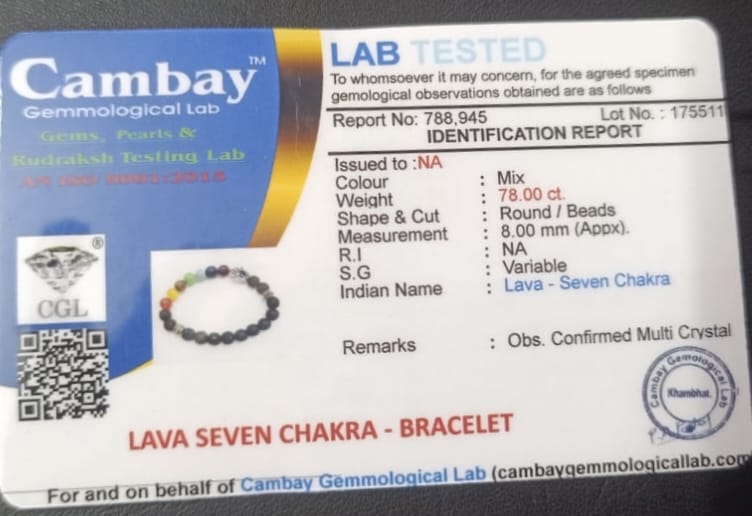 Cambay™
Gemmological Lab
Gems, Pearls &
Rudraksh Testing Lab
An ISO 9001:2015
CGL®
LAB TESTED
To whomsoever it may concern, for the agreed specimen
gemological observations obtained are as follows
Report No: 788,945 Lot No. : 175511
IDENTIFICATION REPORT
Issued to :NA
Colour : Mix
Weight : 78.00 ct.
Shape & Cut : Round / Beads
Measurement : 8.00 mm (Appx).
R.I : NA
S.G : Variable
Indian Name : Lava - Seven Chakra
Remarks : Obs. Confirmed Multi Crystal
Cambay Gemological Lab
Khambhat.
LAVA SEVEN CHAKRA - BRACELET
For and on behalf of Cambay Gemmological Lab (cambaygemmologicallab.com